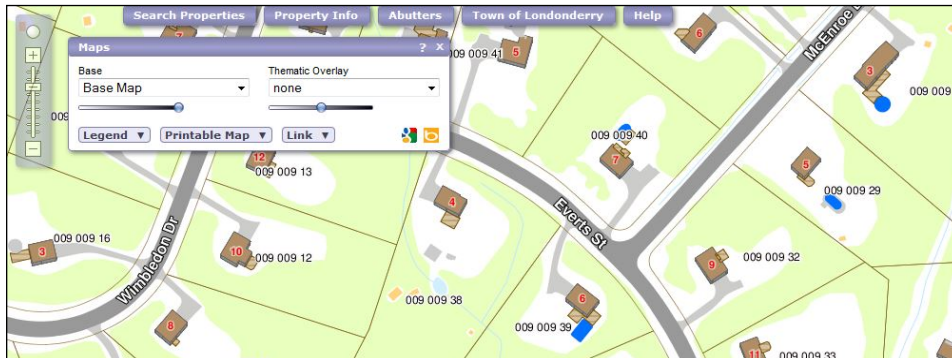 Search Properties
Property Info
Abutters
Town of Londonderry
Help
Maps
? x
Base
Thematic Overlay
Base Map
none
Legend ▼
Printable Map ▼
Link ▼
7
5
009 41
6
McEnroe
3
009 009
009 009 40
7
12
009 009 13
5
009 009 29
4
Everts St
009 009 16
3
10
009 009 12
Wimbledon Dr
9
009 009 32
009 009 38
6
8
009 009 39
11
009 009 33